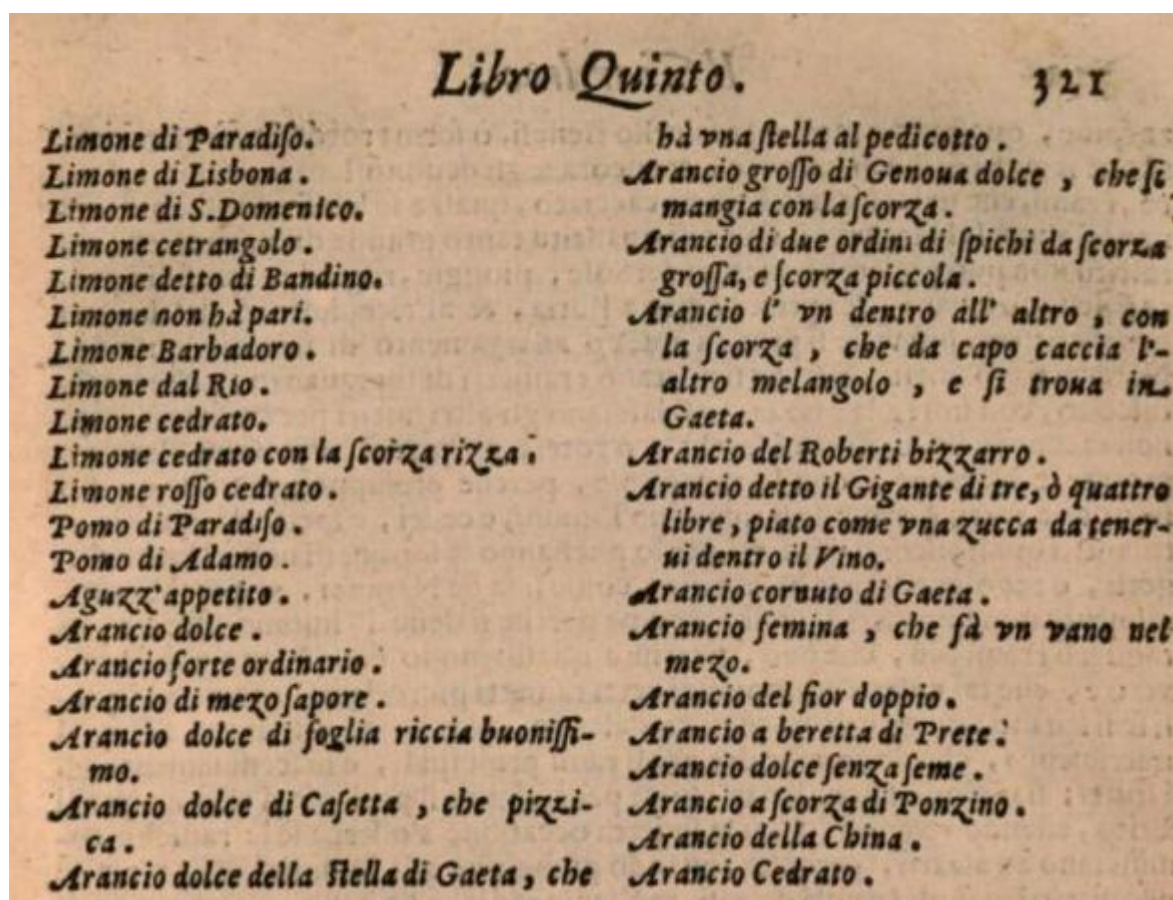 Libro Quinto. 321
Limone di Paradiſo.
Limone di Lisbona.
Limone di S. Domenico.
Limone cetrangolo.
Limone detto di Bandino.
Limone non hà pari.
Limone Barbadoro.
Limone dal Rio.
Limone cedrato.
Limone cedrato con la ſcorza rizza.
Limone roſſo cedrato.
Pomo di Paradiſo.
Pomo di Adamo.
Aguzz'appetito.
Arancio dolce.
Arancio forte ordinario.
Arancio di mezo ſapore.
Arancio dolce di foglia riccia buoniſſi-
mo.
Arancio dolce di Caſetta, che pizzi-
ca.
Arancio dolce della ſtella di Gaeta, che
hà vna ſtella al pedicotto.
Arancio groſſo di Genoua dolce, che ſi
mangia con la ſcorza.
Arancio di due ordini di ſpichi da ſcorza
groſſa, e ſcorza piccola.
Arancio l'vn dentro all'altro, con
la ſcorza, che da capo caccia l'-
altro melangolo, e ſi troua in
Gaeta.
Arancio del Roberti bizzarro.
Arancio detto il Gigante di tre, ò quattro
libre, piato come vna zucca da tener-
ui dentro il Vino.
Arancio cornuto di Gaeta.
Arancio femina, che fà vn vano nel
mezo.
Arancio del fior doppio.
Arancio a beretta di Prete.
Arancio dolce ſenza ſeme.
Arancio a ſcorza di Ponzino.
Arancio della China.
Arancio Cedrato.